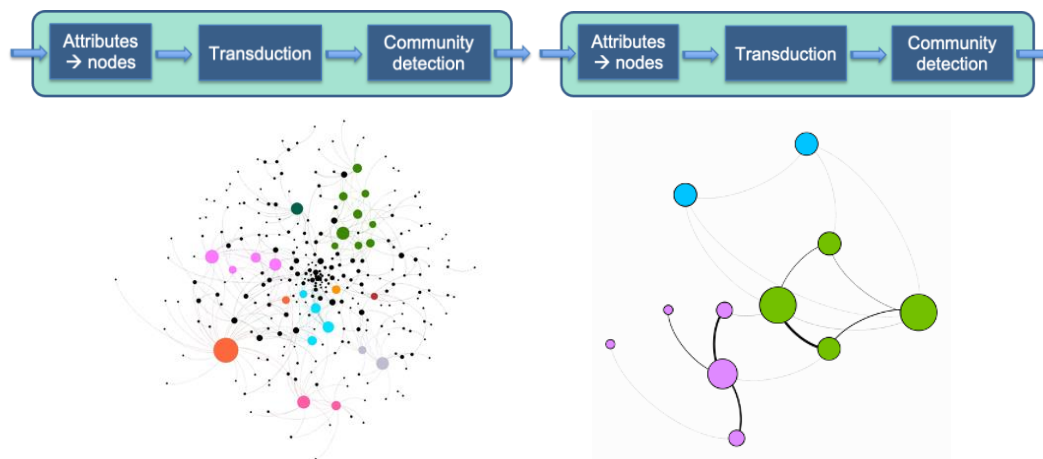 Attributes
→ nodes
Transduction
Community
detection
Attributes
→ nodes
Transduction
Community
detection